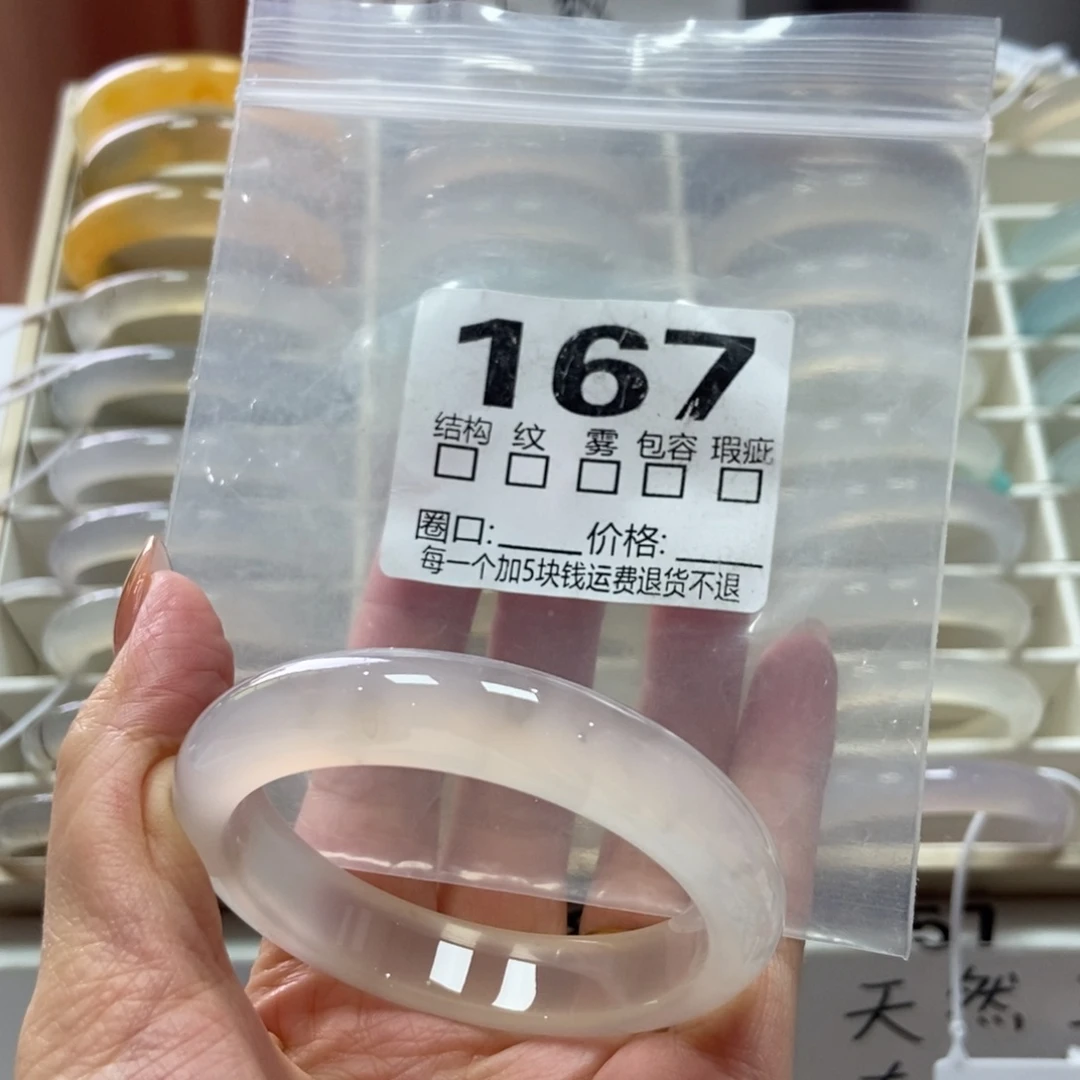 167
结构 纹 雾 包容 瑕疵
圈口: 价格:
每一个加5块钱运费退货不退
57
天然